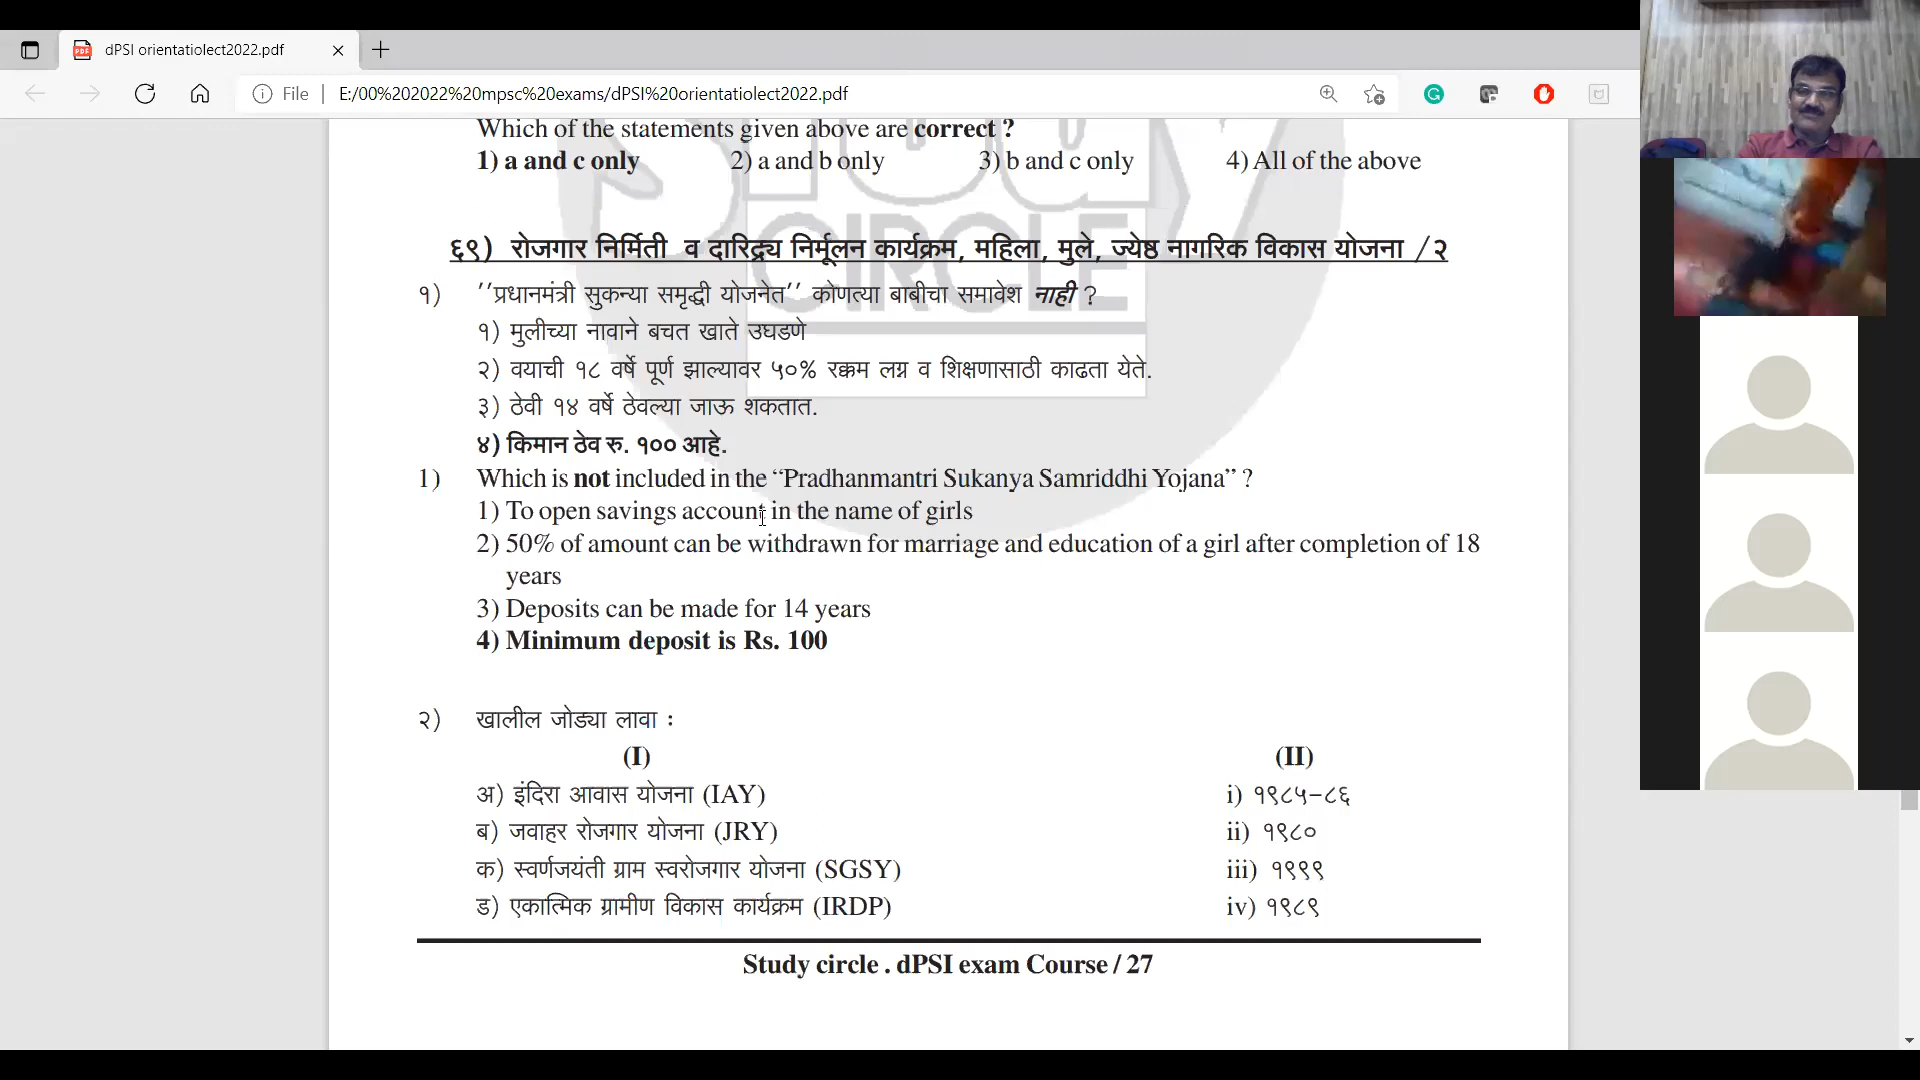 dPSI orientatiolect2022.pdf
File
E:/00%202022%20mpsc%20exams/dPSI%20orientatiolect2022.pdf
STUDY
CIRCLE
Which of the statements given above are correct ?
1) a and c only 2) a and b only 3) b and c only 4) All of the above
६९) रोजगार निर्मिती व दारिद्र्य निर्मूलन कार्यक्रम, महिला, मुले, ज्येष्ठ नागरिक विकास योजना /२
१) ''प्रधानमंत्री सुकन्या समृद्धी योजनेत'' कोणत्या बाबीचा समावेश नाही ?
१) मुलीच्या नावाने बचत खाते उघडणे
२) वयाची १८ वर्षे पूर्ण झाल्यावर ५०% रक्कम लग्न व शिक्षणासाठी काढता येते.
३) ठेवी १४ वर्षे ठेवल्या जाऊ शकतात.
४) किमान ठेव रु. १०० आहे.
1) Which is not included in the “Pradhanmantri Sukanya Samriddhi Yojana” ?
1) To open savings account in the name of girls
2) 50% of amount can be withdrawn for marriage and education of a girl after completion of 18
years
3) Deposits can be made for 14 years
4) Minimum deposit is Rs. 100
२) खालील जोड्या लावा :
(I) (II)
अ) इंदिरा आवास योजना (IAY) i) १९८५-८६
ब) जवाहर रोजगार योजना (JRY) ii) १९८०
क) स्वर्णजयंती ग्राम स्वरोजगार योजना (SGSY) iii) १९९९
ड) एकात्मिक ग्रामीण विकास कार्यक्रम (IRDP) iv) १९८९
Study circle . dPSI exam Course / 27